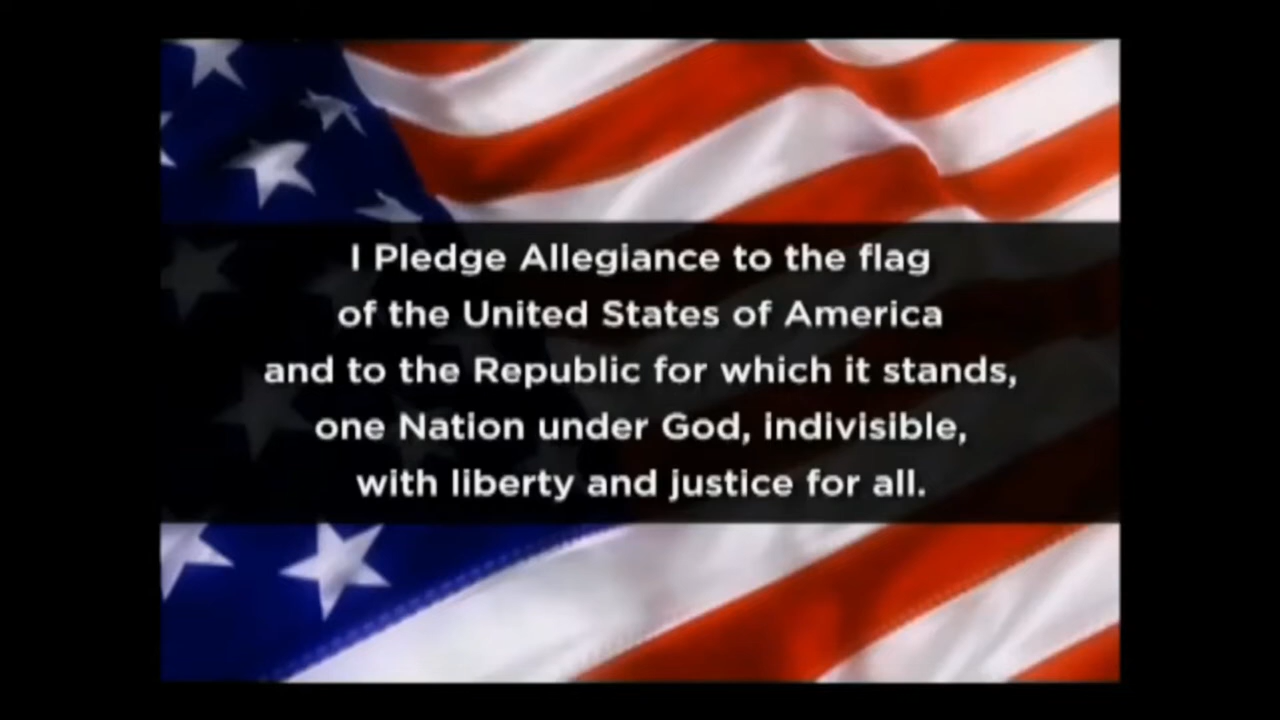 I Pledge Allegiance to the flag
of the United States of America
and to the Republic for which it stands,
one Nation under God, indivisible,
with liberty and justice for all.